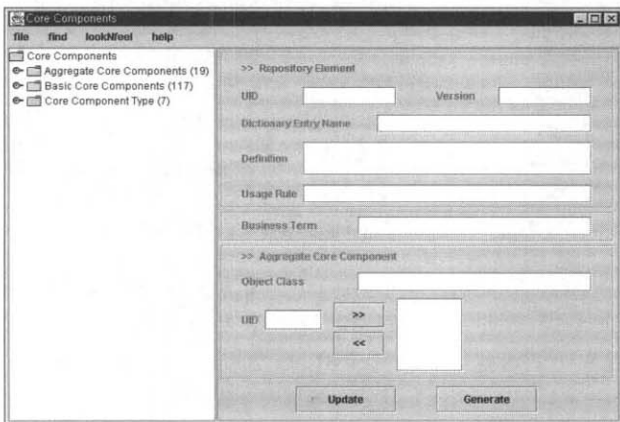 Core Components
file find lookNfeel help
Core Components
Aggregate Core Components (19)
Basic Core Components (117)
Core Component Type (7)
>> Repository Element
UID Version
Dictionary Entry Name
Definition
Usage Rule
Business Term
>> Aggregate Core Component
Object Class
UID >>
<<
Update Generate